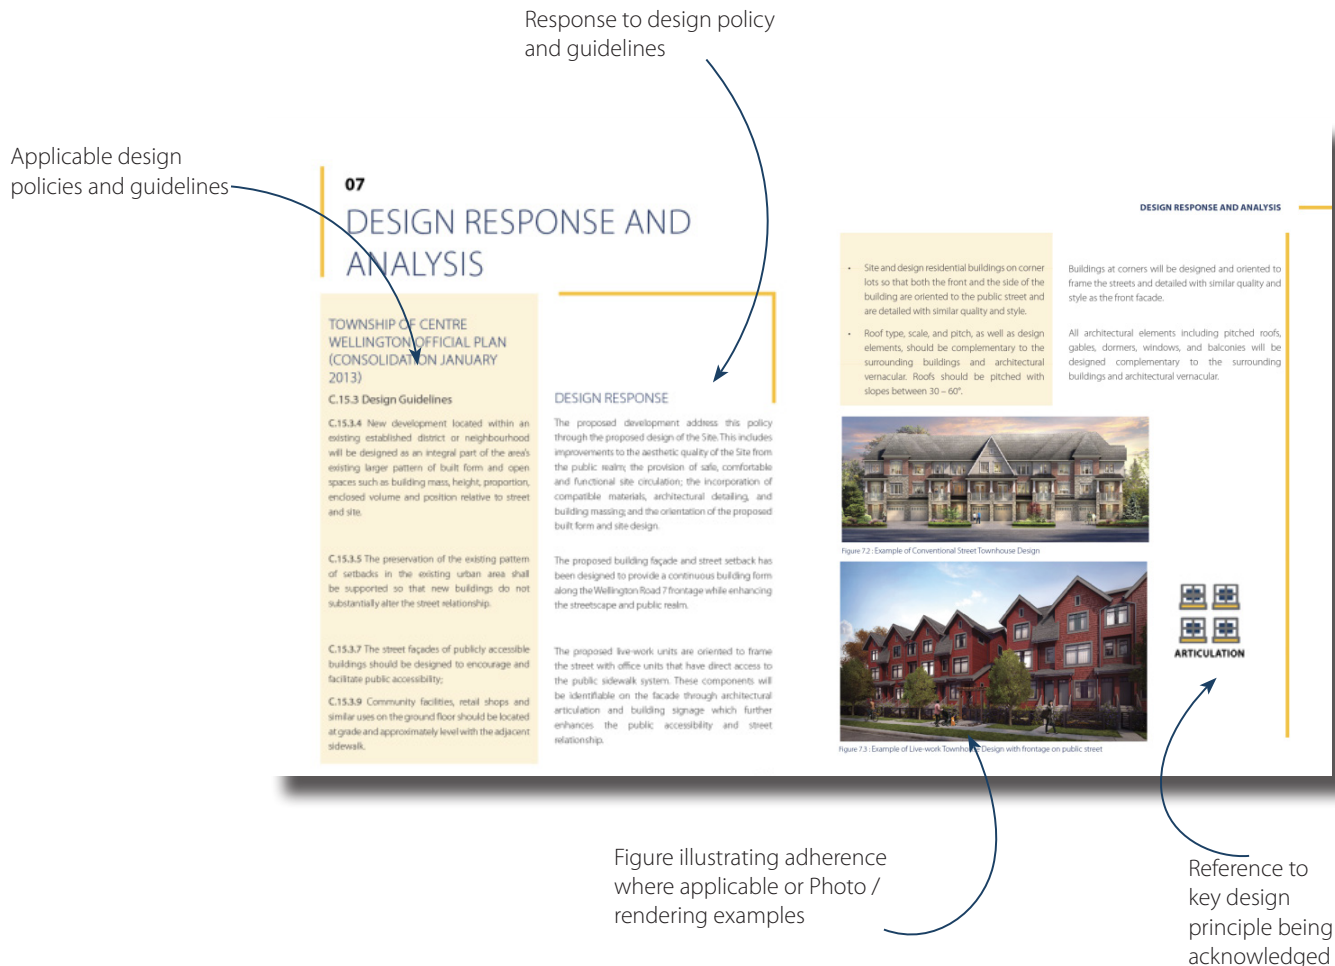 Response to design policy
and guidelines
Applicable design
policies and guidelines
07
DESIGN RESPONSE AND
ANALYSIS
TOWNSHIP OF CENTRE
WELLINGTON OFFICIAL PLAN
(CONSOLIDATION JANUARY
2013)
C.15.3 Design Guidelines
C.15.3.4 New development located within an
existing established district or neighbourhood
will be designed as an integral part of the area's
existing larger pattern of built form and open
spaces such as building mass, height, proportion,
enclosed volume and position relative to street
and site.
C.15.3.5 The preservation of the existing pattern
of setbacks in the existing urban area shall
be supported so that new buildings do not
substantially alter the street relationship.
C.15.3.7 The street façades of publicly accessible
buildings should be designed to encourage and
facilitate public accessibility;
C.15.3.9 Community facilities, retail shops and
similar uses on the ground floor should be located
at grade and approximately level with the adjacent
sidewalk.
DESIGN RESPONSE
The proposed development address this policy
through the proposed design of the Site. This includes
improvements to the aesthetic quality of the Site from
the public realm; the provision of safe, comfortable
and functional site circulation; the incorporation of
compatible materials, architectural detailing, and
building massing; and the orientation of the proposed
built form and site design.
The proposed building façade and street setback has
been designed to provide a continuous building form
along the Wellington Road 7 frontage while enhancing
the streetscape and public realm.
The proposed live-work units are oriented to frame
the street with office units that have direct access to
the public sidewalk system. These components will
be identifiable on the facade through architectural
articulation and building signage which further
enhances the public accessibility and street
relationship.
DESIGN RESPONSE AND ANALYSIS
• Site and design residential buildings on corner
lots so that both the front and the side of the
building are oriented to the public street and
are detailed with similar quality and style.
• Roof type, scale, and pitch, as well as design
elements, should be complementary to the
surrounding buildings and architectural
vernacular. Roofs should be pitched with
slopes between 30 – 60°.
Buildings at corners will be designed and oriented to
frame the streets and detailed with similar quality and
style as the front facade.
All architectural elements including pitched roofs,
gables, dormers, windows, and balconies will be
designed complementary to the surrounding
buildings and architectural vernacular.
Figure 7.2 : Example of Conventional Street Townhouse Design
Figure 7.3 : Example of Live-work Townhouse Design with frontage on public street
ARTICULATION
Figure illustrating adherence
where applicable or Photo /
rendering examples
Reference to
key design
principle being
acknowledged